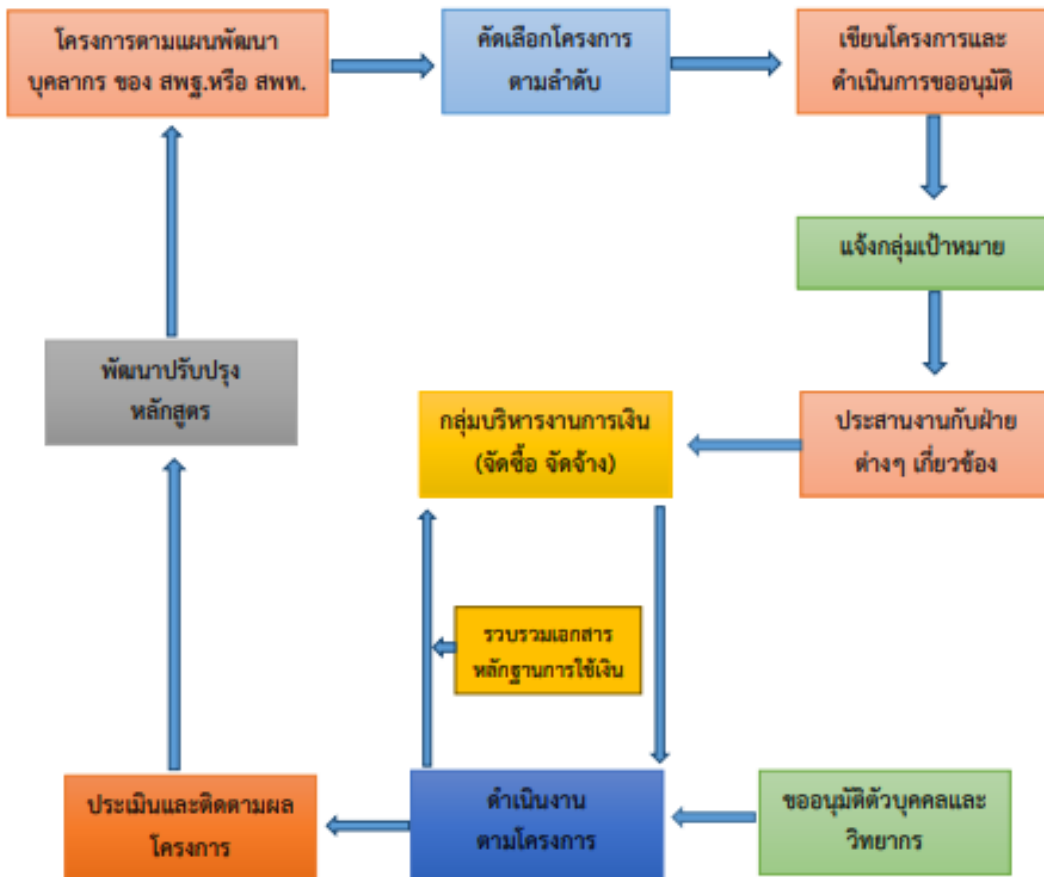 โครงการตามแผนพัฒนา
บุคลากร ของ สพฐ.หรือ สพท.
คัดเลือกโครงการ
ตามลำดับ
เขียนโครงการและ
ดำเนินการขออนุมัติ
แจ้งกลุ่มเป้าหมาย
พัฒนาปรับปรุง
หลักสูตร
กลุ่มบริหารงานการเงิน
(จัดซื้อ จัดจ้าง)
ประสานงานกับฝ่าย
ต่างๆ เกี่ยวข้อง
รวบรวมเอกสาร
หลักฐานการใช้เงิน
ประเมินและติดตามผล
โครงการ
ดำเนินงาน
ตามโครงการ
ขออนุมัติตัวบุคคลและ
วิทยากร